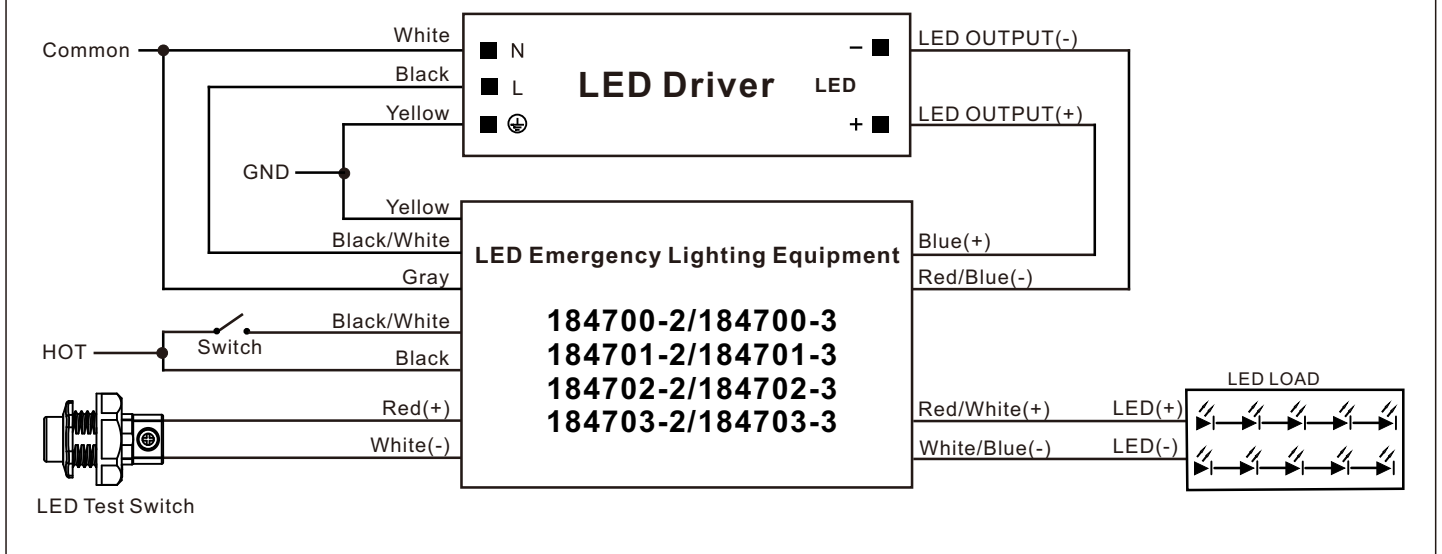 Common
White
Black
Yellow
GND
N
L
LED Driver
LED
−
+
LED OUTPUT(-)
LED OUTPUT(+)
Yellow
Black/White
Gray
HOT
Switch
Black/White
Black
Red(+)
White(-)
LED Test Switch
LED Emergency Lighting Equipment
184700-2/184700-3
184701-2/184701-3
184702-2/184702-3
184703-2/184703-3
Blue(+)
Red/Blue(-)
Red/White(+)
White/Blue(-)
LED(+)
LED(-)
LED LOAD